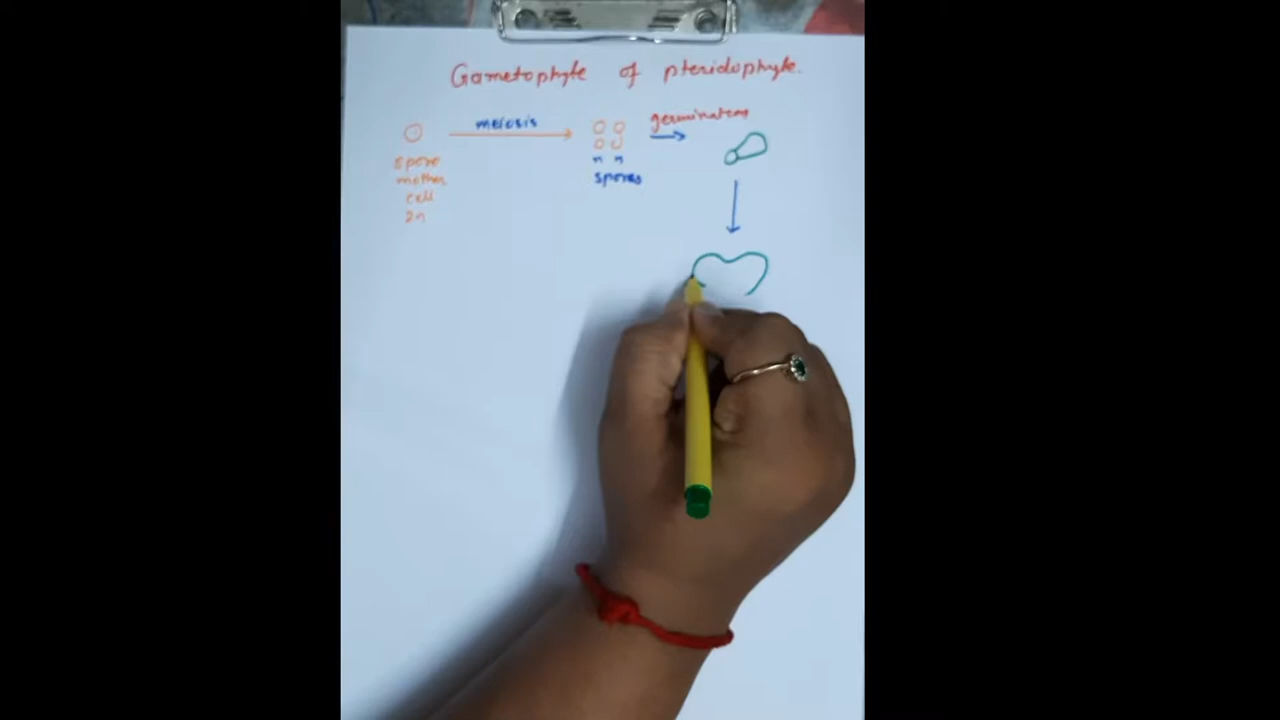 Gametophyte of pteridophyte.
meiosis
germination
spore
mother
cell
2n
n n
spores